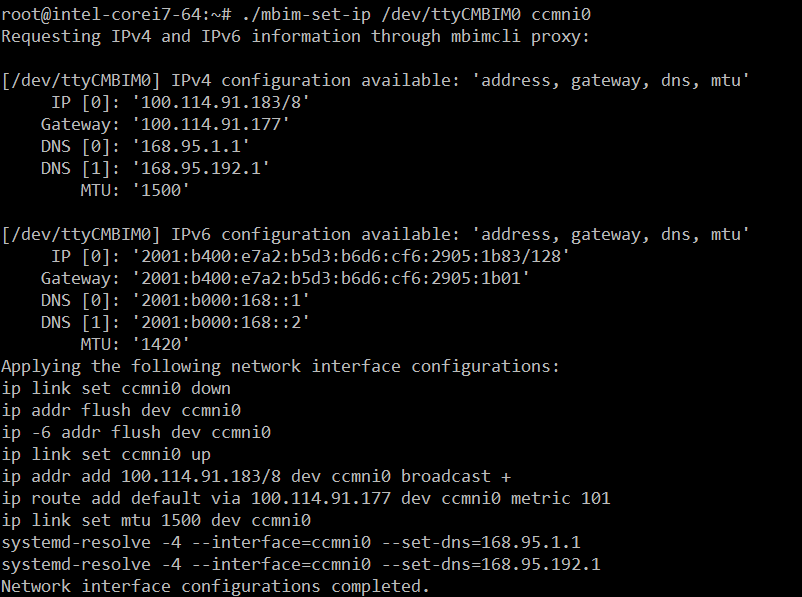 root@intel-corei7-64:~# ./mbim-set-ip /dev/ttyCMBIM0 ccmni0
Requesting IPv4 and IPv6 information through mbimcli proxy:

[/dev/ttyCMBIM0] IPv4 configuration available: 'address, gateway, dns, mtu'
     IP [0]: '100.114.91.183/8'
    Gateway: '100.114.91.177'
    DNS [0]: '168.95.1.1'
    DNS [1]: '168.95.192.1'
        MTU: '1500'

[/dev/ttyCMBIM0] IPv6 configuration available: 'address, gateway, dns, mtu'
     IP [0]: '2001:b400:e7a2:b5d3:b6d6:cf6:2905:1b83/128'
    Gateway: '2001:b400:e7a2:b5d3:b6d6:cf6:2905:1b01'
    DNS [0]: '2001:b000:168::1'
    DNS [1]: '2001:b000:168::2'
        MTU: '1420'
Applying the following network interface configurations:
ip link set ccmni0 down
ip addr flush dev ccmni0
ip -6 addr flush dev ccmni0
ip link set ccmni0 up
ip addr add 100.114.91.183/8 dev ccmni0 broadcast +
ip route add default via 100.114.91.177 dev ccmni0 metric 101
ip link set mtu 1500 dev ccmni0
systemd-resolve -4 --interface=ccmni0 --set-dns=168.95.1.1
systemd-resolve -4 --interface=ccmni0 --set-dns=168.95.192.1
Network interface configurations completed.